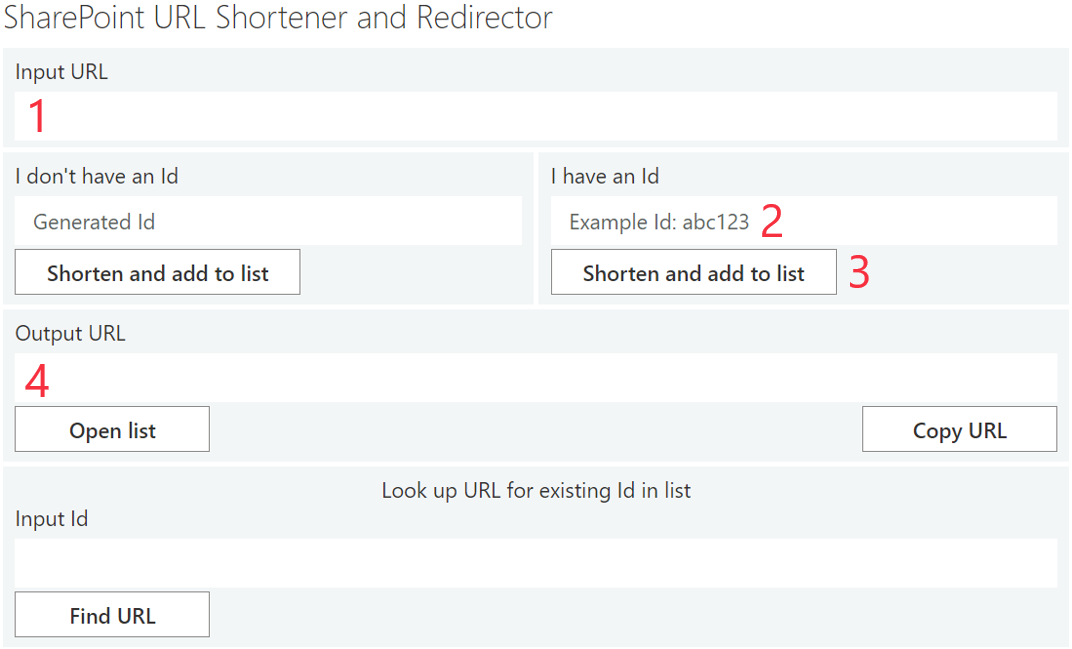 SharePoint URL Shortener and Redirector
Input URL
1
I don't have an Id
Generated Id
Shorten and add to list
I have an Id
Example Id: abc123 2
Shorten and add to list 3
Output URL
4
Open list
Copy URL
Look up URL for existing Id in list
Input Id
Find URL